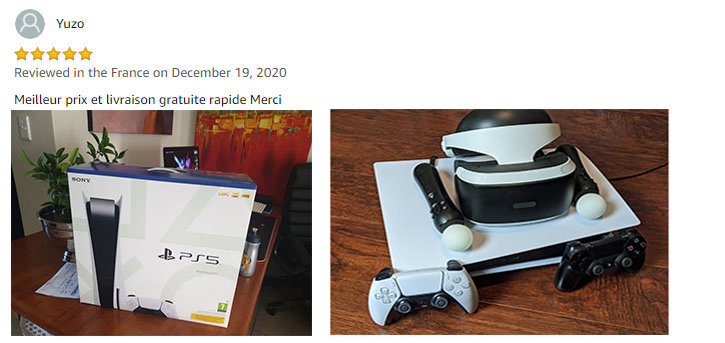 Yuzo
Reviewed in the France on December 19, 2020
Meilleur prix et livraison gratuite rapide Merci
SONY
PS5